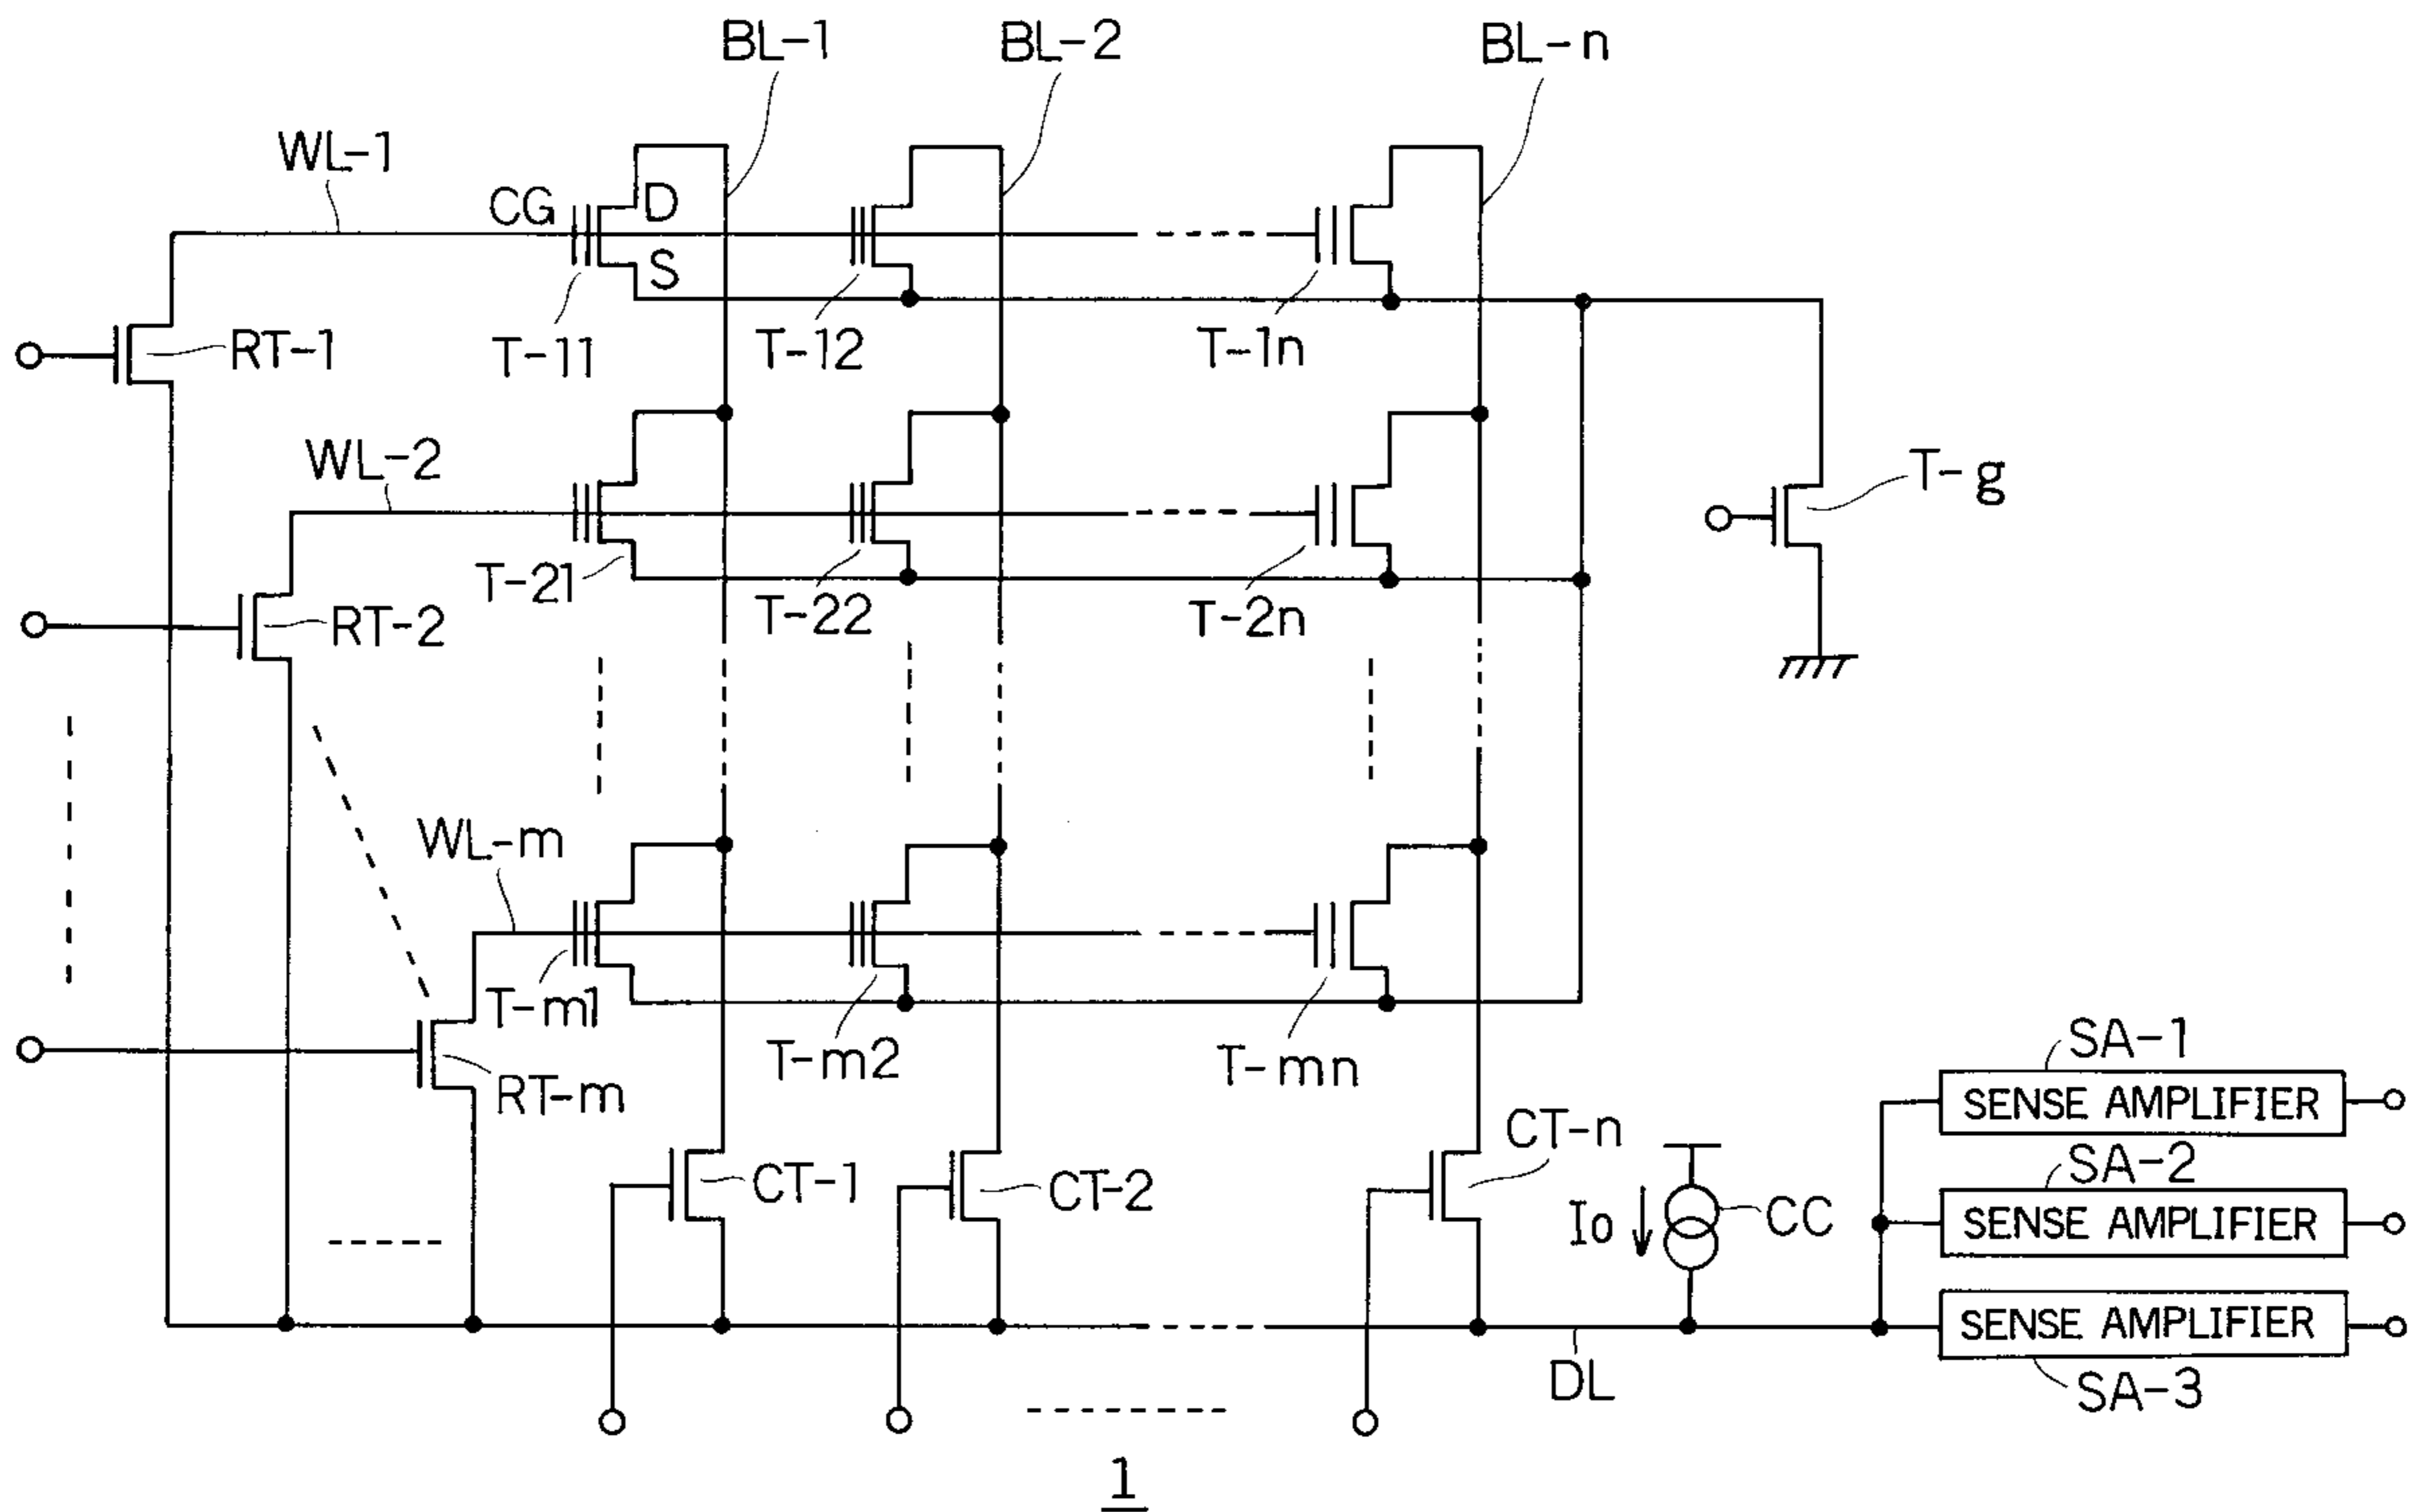 BL-1
BL-2
BL-n
WL-1
CG
D
S
RT-1
T-11
T-12
T-1n
WL-2
T-g
T-21
T-22
T-2n
RT-2
WL-m
T-m1
T-m2
T-mn
RT-m
SA-1
SENSE AMPLIFIER
CT-1
CT-2
CT-n
SA-2
Io
CC
SENSE AMPLIFIER
SENSE AMPLIFIER
DL
SA-3
1